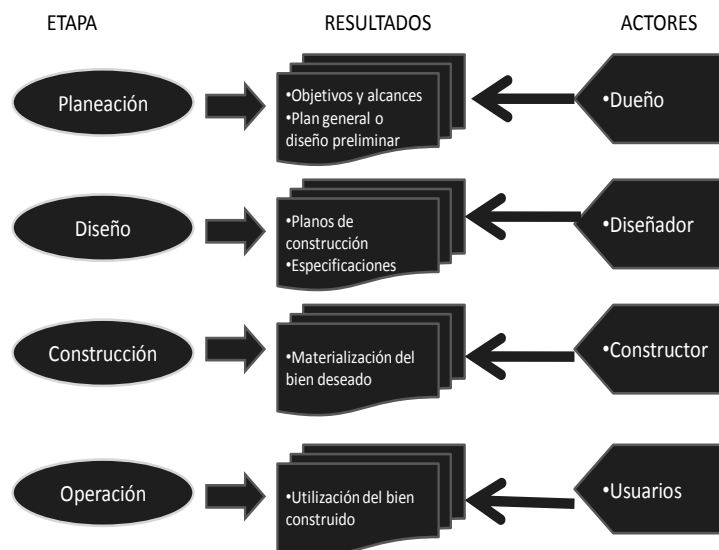 ETAPA RESULTADOS ACTORES
Planeación
•Objetivos y alcances
•Plan general o
diseño preliminar
•Dueño
Diseño
•Planos de
construcción
•Especificaciones
•Diseñador
Construcción
•Materialización del
bien deseado
•Constructor
Operación
•Utilización del bien
construido
•Usuarios